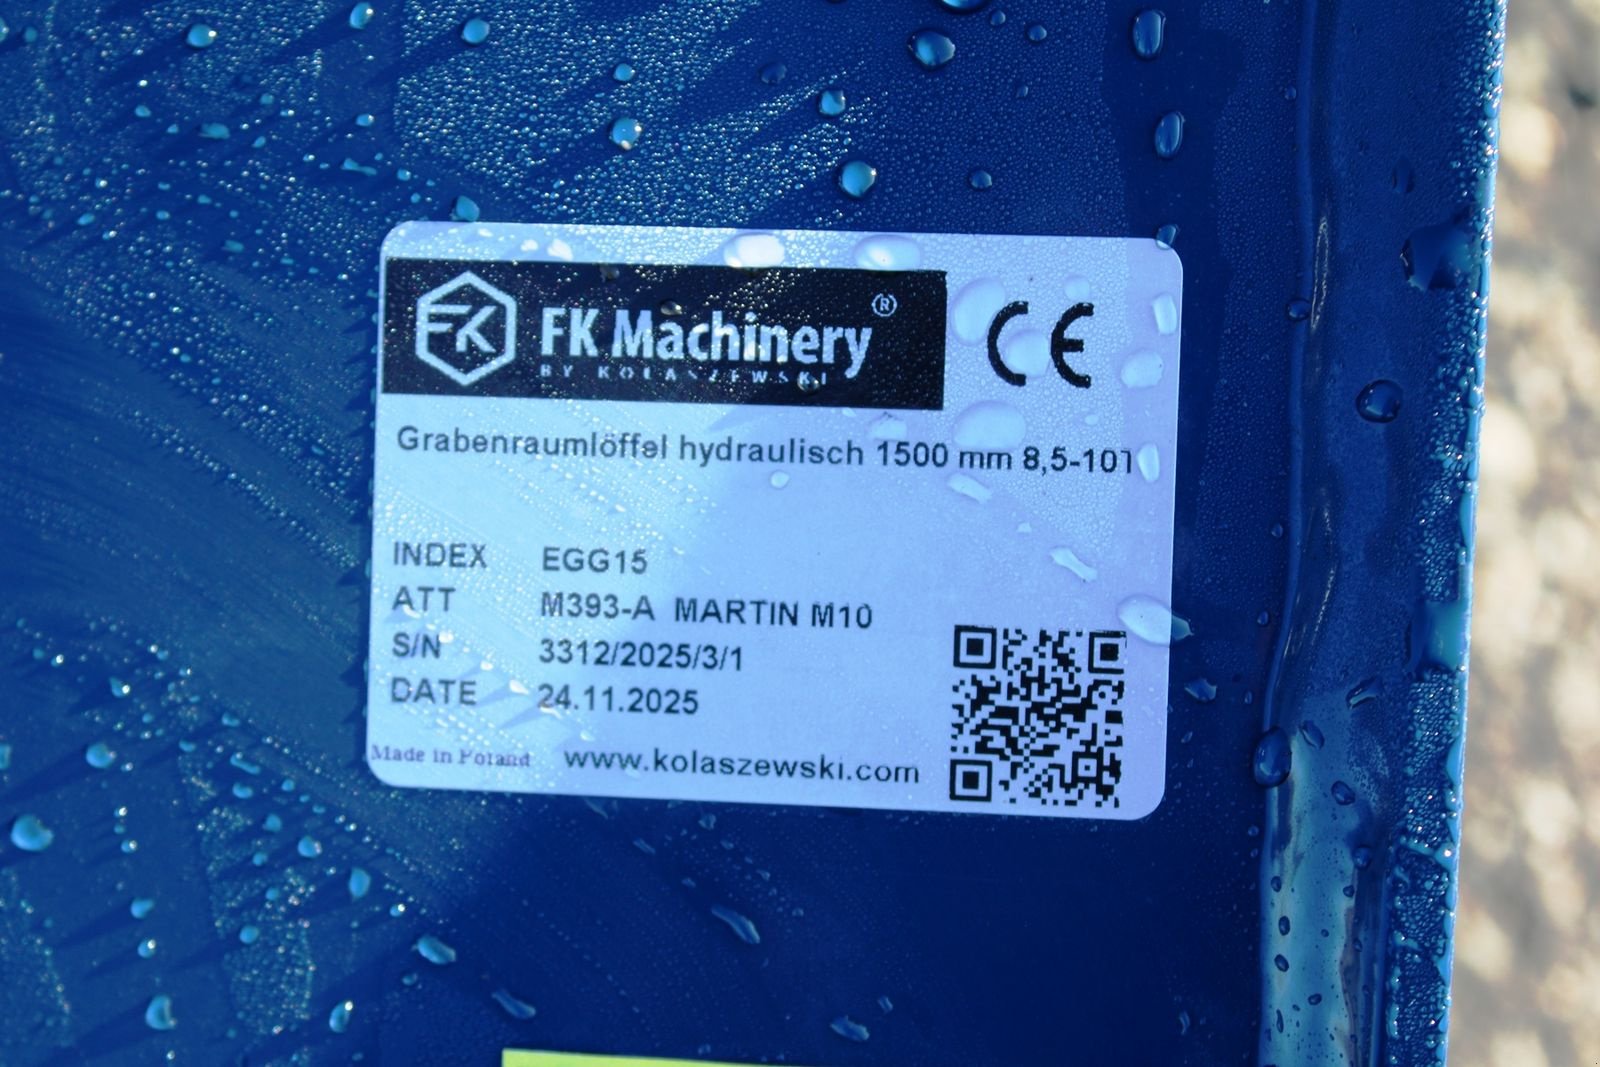 FK
FK Machinery ®
BY KOLASZEWSKI
CE
Grabenraumlöffel hydraulisch 1500 mm 8,5-10T
INDEX EGG15
ATT M393-A MARTIN M10
S/N 3312/2025/3/1
DATE 24.11.2025
Made in Poland www.kolaszewski.com